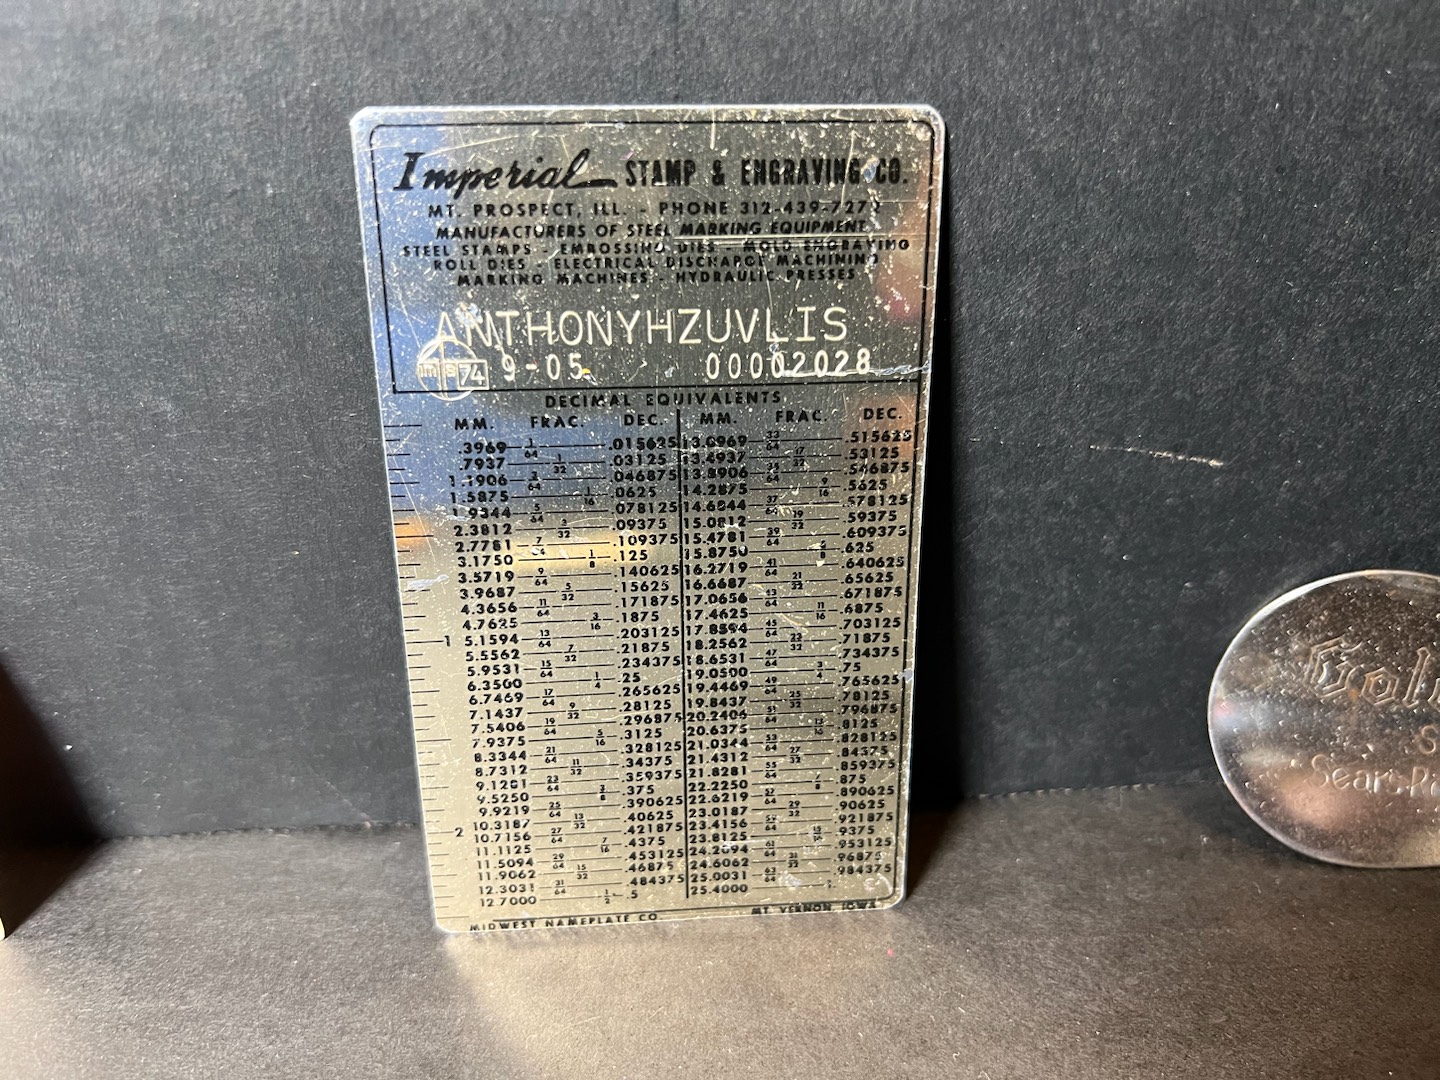 Imperial STAMP & ENGRAVING CO.
MT. PROSPECT, ILL. - PHONE 312-439-7271
MANUFACTURERS OF STEEL MARKING EQUIPMENT
STEEL STAMPS - EMBOSSING DIES - MOLD ENGRAVING
ROLL DIES - ELECTRICAL DISCHARGE MACHINING
MARKING MACHINES - HYDRAULIC PRESSES
ANTHONYHZUVLIS
74 9-05 00002028
DECIMAL EQUIVALENTS
MM. FRAC. DEC. MM. FRAC. DEC.
.3969 1/64 .015625 13.0969 33/64 .515625
.7937 1/32 .03125 13.4937 17/32 .53125
1.1906 3/64 .046875 13.8906 35/64 .546875
1.5875 1/16 .0625 14.2875 9/16 .5625
1.9844 5/64 .078125 14.6844 37/64 .578125
2.3812 3/32 .09375 15.0812 19/32 .59375
2.7781 7/64 .109375 15.4781 39/64 .609375
3.1750 1/8 .125 15.8750 5/8 .625
3.5719 9/64 .140625 16.2719 41/64 .640625
3.9687 5/32 .15625 16.6687 21/32 .65625
4.3656 11/64 .171875 17.0656 43/64 .671875
4.7625 3/16 .1875 17.4625 11/16 .6875
1 5.1594 13/64 .203125 17.8594 45/64 .703125
5.5562 7/32 .21875 18.2562 23/32 .71875
5.9531 15/64 .234375 18.6531 47/64 .734375
6.3500 1/4 .25 19.0500 3/4 .75
6.7469 17/64 .265625 19.4469 49/64 .765625
7.1437 9/32 .28125 19.8437 25/32 .78125
7.5406 19/64 .296875 20.2406 51/64 .796875
7.9375 5/16 .3125 20.6375 13/16 .8125
8.3344 21/64 .328125 21.0344 53/64 .828125
8.7312 11/32 .34375 21.4312 27/32 .84375
9.1281 23/64 .359375 21.8281 55/64 .859375
9.5250 3/8 .375 22.2250 7/8 .875
9.9219 25/64 .390625 22.6219 57/64 .890625
10.3187 13/32 .40625 23.0187 29/32 .90625
2 10.7156 27/64 .421875 23.4156 59/64 .921875
11.1125 7/16 .4375 23.8125 15/16 .9375
11.5094 29/64 .453125 24.2094 61/64 .953125
11.9062 15/32 .46875 24.6062 31/32 .96875
12.3031 31/64 .484375 25.0031 63/64 .984375
12.7000 1/2 .5 25.4000
MIDWEST NAMEPLATE CO. MT. VERNON IOWA
Sears